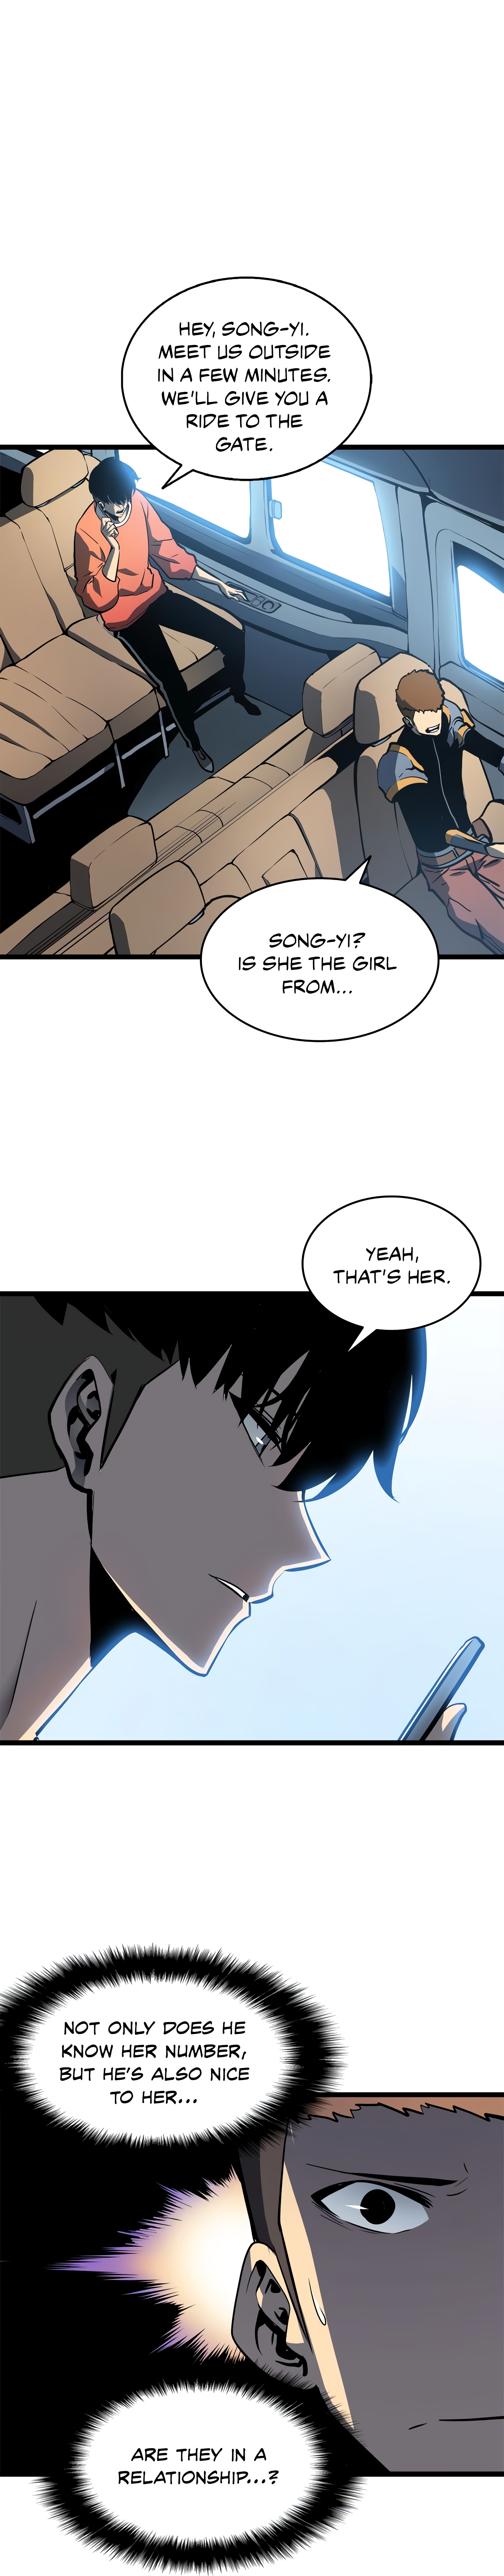 HEY, SONG-YI.
MEET US OUTSIDE
IN A FEW MINUTES.
WE'LL GIVE YOU A
RIDE TO THE
GATE.
SONG-YI?
IS SHE THE GIRL
FROM...
YEAH,
THAT'S HER.
NOT ONLY DOES HE
KNOW HER NUMBER,
BUT HE'S ALSO NICE
TO HER...
ARE THEY IN A
RELATIONSHIP...?